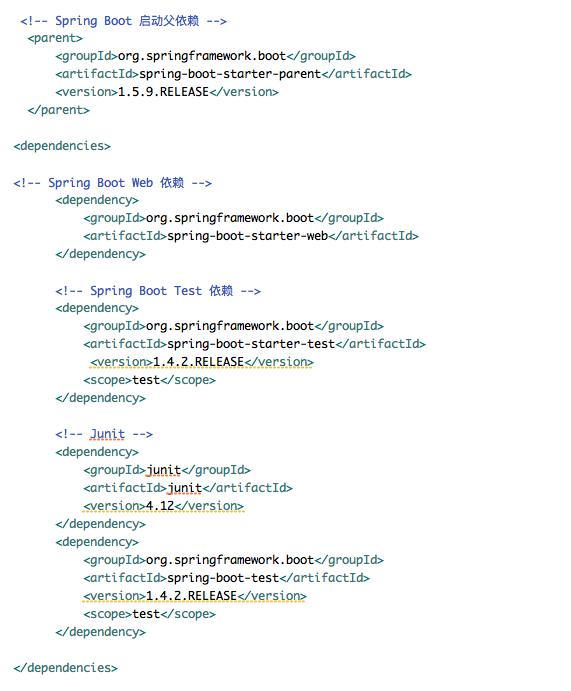 <!-- Spring Boot 启动父依赖 -->
<parent>
<groupId>org.springframework.boot</groupId>
<artifactId>spring-boot-starter-parent</artifactId>
<version>1.5.9.RELEASE</version>
</parent>
<dependencies>
<!-- Spring Boot Web 依赖 -->
<dependency>
<groupId>org.springframework.boot</groupId>
<artifactId>spring-boot-starter-web</artifactId>
</dependency>
<!-- Spring Boot Test 依赖 -->
<dependency>
<groupId>org.springframework.boot</groupId>
<artifactId>spring-boot-starter-test</artifactId>
<version>1.4.2.RELEASE</version>
<scope>test</scope>
</dependency>
<!-- Junit -->
<dependency>
<groupId>junit</groupId>
<artifactId>junit</artifactId>
<version>4.12</version>
</dependency>
<dependency>
<groupId>org.springframework.boot</groupId>
<artifactId>spring-boot-test</artifactId>
<version>1.4.2.RELEASE</version>
<scope>test</scope>
</dependency>
</dependencies>